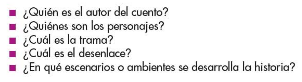 ¿Quién es el autor del cuento?
¿Quiénes son los personajes?
¿Cuál es la trama?
¿Cuál es el desenlace?
¿En qué escenarios o ambientes se desarrolla la historia?